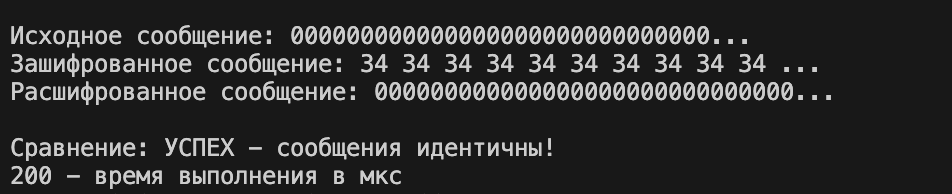 Исходное сообщение: 000000000000000000000000000000...
Зашифрованное сообщение: 34 34 34 34 34 34 34 34 34 34 ...
Расшифрованное сообщение: 000000000000000000000000000000...
Сравнение: УСПЕХ – сообщения идентичны!
200 – время выполнения в мкс